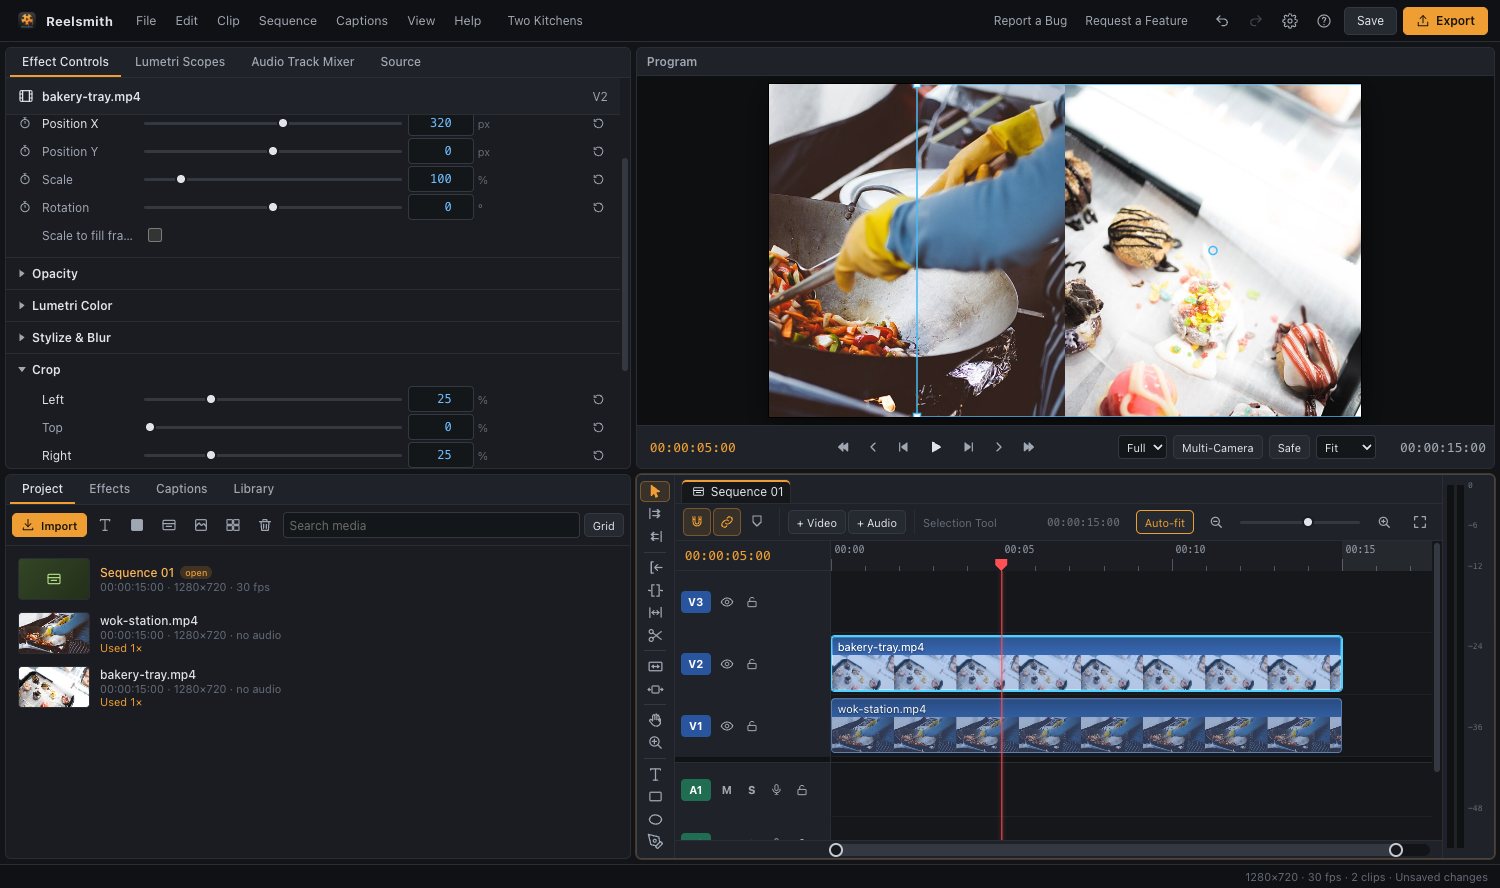 Reelsmith File Edit Clip Sequence Captions View Help Two Kitchens Report a Bug Request a Feature Save Export
Effect Controls Lumetri Scopes Audio Track Mixer Source
bakery-tray.mp4 V2
Position X 320 px
Position Y 0 px
Scale 100 %
Rotation 0 °
Scale to fill fra...
Opacity
Lumetri Color
Stylize & Blur
Crop
Left 25 %
Top 0 %
Right 25 %
Program
00:00:05:00 Full Multi-Camera Safe Fit 00:00:15:00
Project Effects Captions Library
Import Search media Grid
Sequence 01 open
00:00:15:00 · 1280×720 · 30 fps
wok-station.mp4
00:00:15:00 · 1280×720 · no audio
Used 1×
bakery-tray.mp4
00:00:15:00 · 1280×720 · no audio
Used 1×
Sequence 01
+ Video + Audio Selection Tool 00:00:15:00 Auto-fit
00:00:05:00 00:00 00:05 00:10 00:15
V3
V2 bakery-tray.mp4
V1 wok-station.mp4
A1 M S
0
-6
-12
-24
-36
-48
1280×720 · 30 fps · 2 clips · Unsaved changes